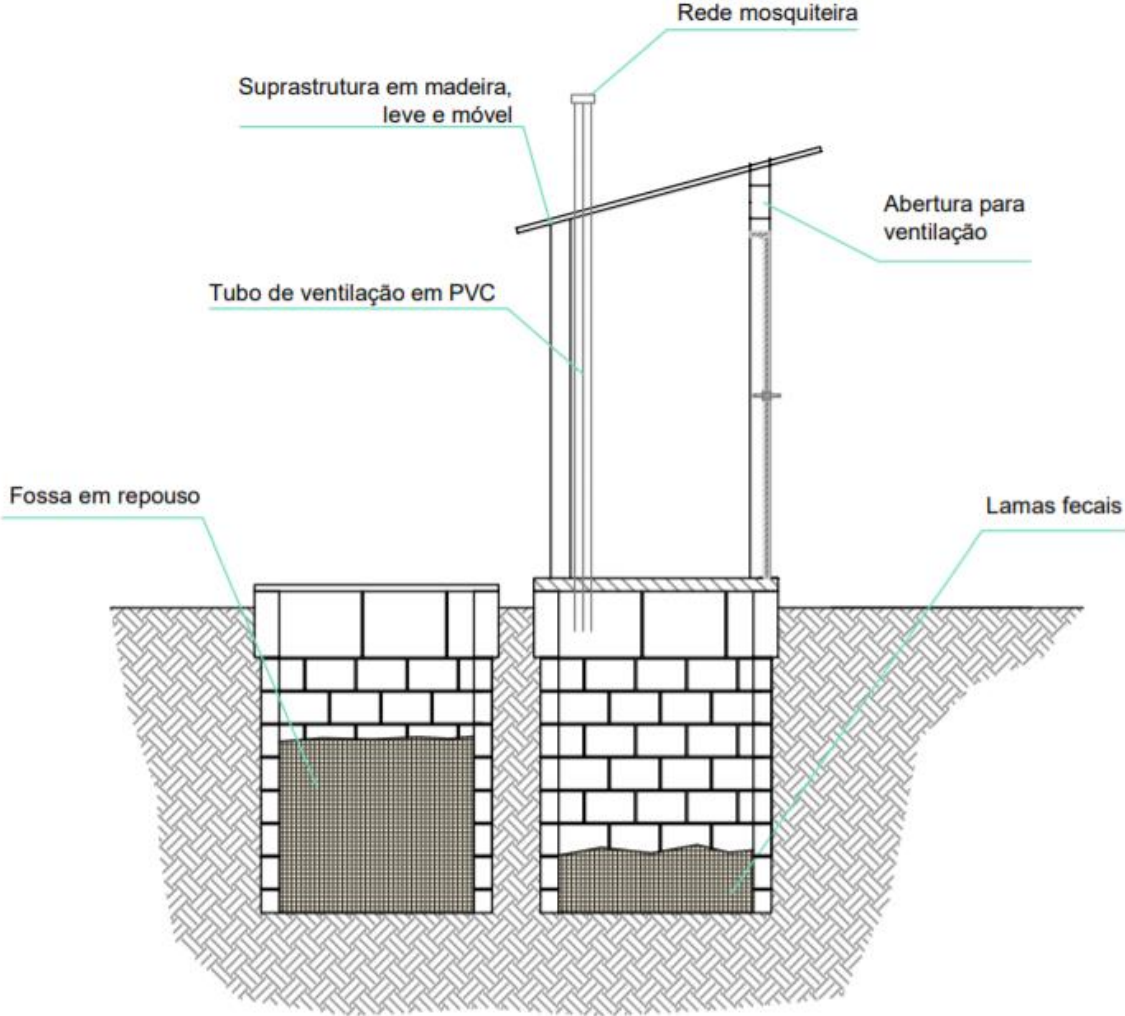 Rede mosquiteira
Suprastrutura em madeira,
leve e móvel
Abertura para
ventilação
Tubo de ventilação em PVC
Fossa em repouso
Lamas fecais